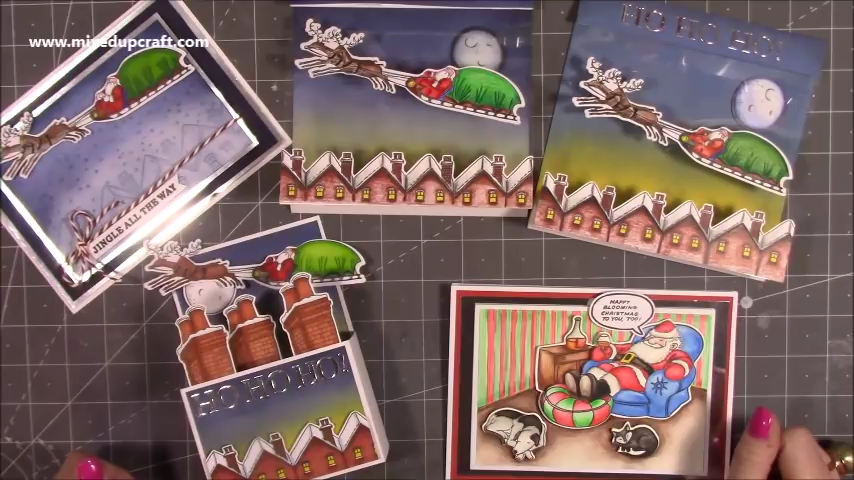 www.mixedupcraft.com
HO HO HO!
JINGLE ALL THE WAY
HAPPY
BLOOMING
CHRISTMAS
TO YOU, TOO!
HO HO HO!